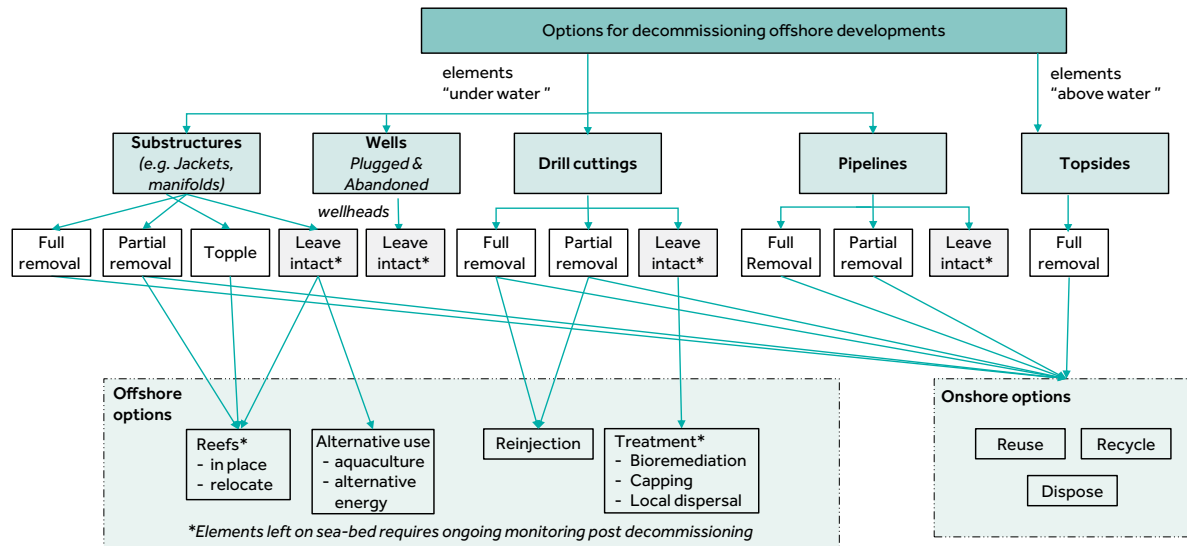 Options for decommissioning offshore developments
elements
“under water ”
elements
“above water ”
Substructures
(e.g. Jackets,
manifolds)
Wells
Plugged &
Abandoned
Drill cuttings
Pipelines
Topsides
wellheads
Full
removal
Partial
removal
Topple
Leave
intact*
Leave
intact*
Full
removal
Partial
removal
Leave
intact*
Full
Removal
Partial
removal
Leave
intact*
Full
removal
Offshore
options
Reefs*
- in place
- relocate
Alternative use
- aquaculture
- alternative
energy
Reinjection
Treatment*
- Bioremediation
- Capping
- Local dispersal
*Elements left on sea-bed requires ongoing monitoring post decommissioning
Onshore options
Reuse
Recycle
Dispose